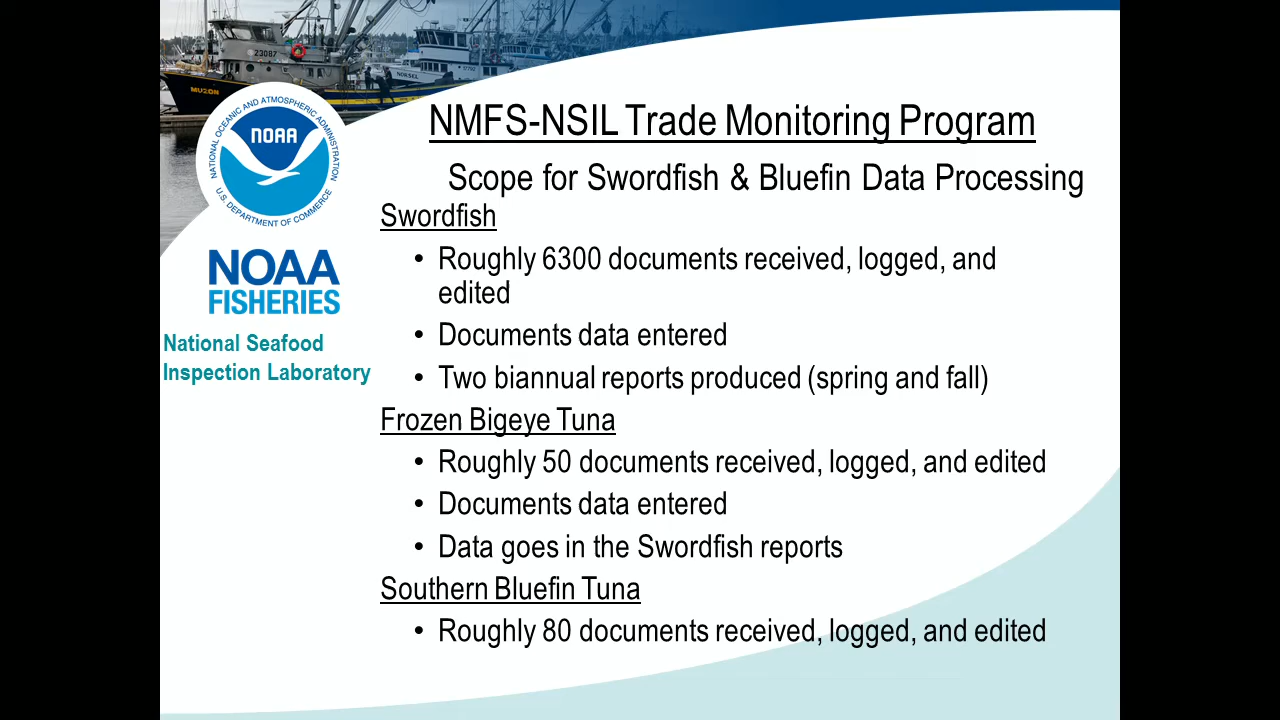 23087
MUZON
NORSEL
NATIONAL OCEANIC AND ATMOSPHERIC ADMINISTRATION
NOAA
U.S. DEPARTMENT OF COMMERCE
NOAA
FISHERIES
National Seafood
Inspection Laboratory
NMFS-NSIL Trade Monitoring Program
Scope for Swordfish & Bluefin Data Processing
Swordfish
• Roughly 6300 documents received, logged, and
edited
• Documents data entered
• Two biannual reports produced (spring and fall)
Frozen Bigeye Tuna
• Roughly 50 documents received, logged, and edited
• Documents data entered
• Data goes in the Swordfish reports
Southern Bluefin Tuna
• Roughly 80 documents received, logged, and edited